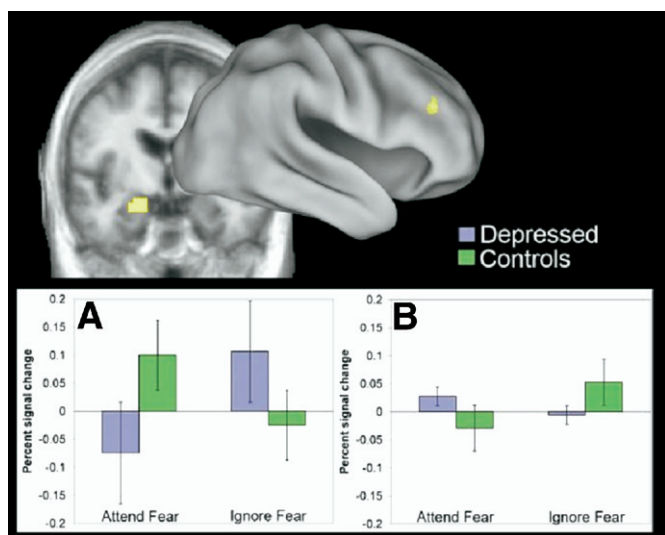 Depressed
Controls
A
Percent signal change
0.2
0.15
0.1
0.05
0
-0.05
-0.1
-0.15
-0.2
Attend Fear Ignore Fear
B
Percent signal change
0.2
0.15
0.1
0.05
0
-0.05
-0.1
-0.15
-0.2
Attend Fear Ignore Fear